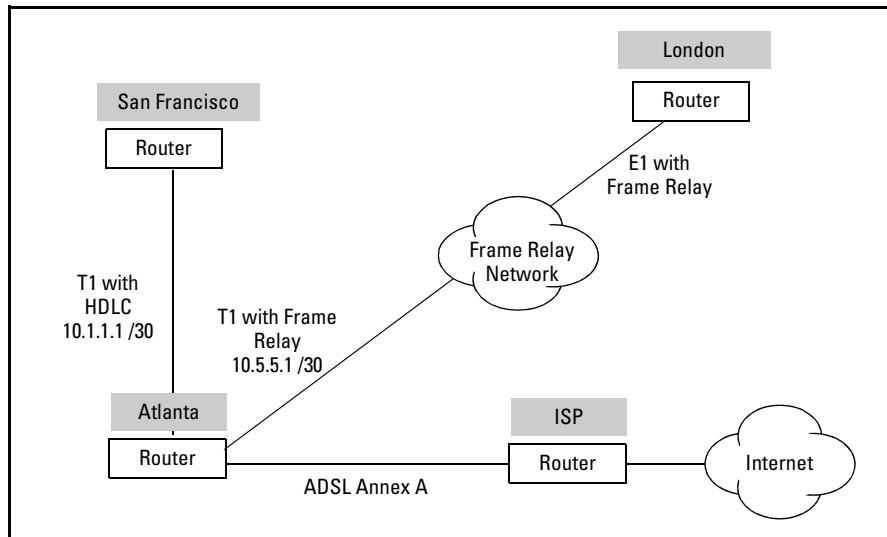 London
Router
San Francisco
Router
E1 with
Frame Relay
Frame Relay
Network
T1 with
HDLC
10.1.1.1 /30
T1 with Frame
Relay
10.5.5.1 /30
Atlanta
Router
ISP
Router
Internet
ADSL Annex A